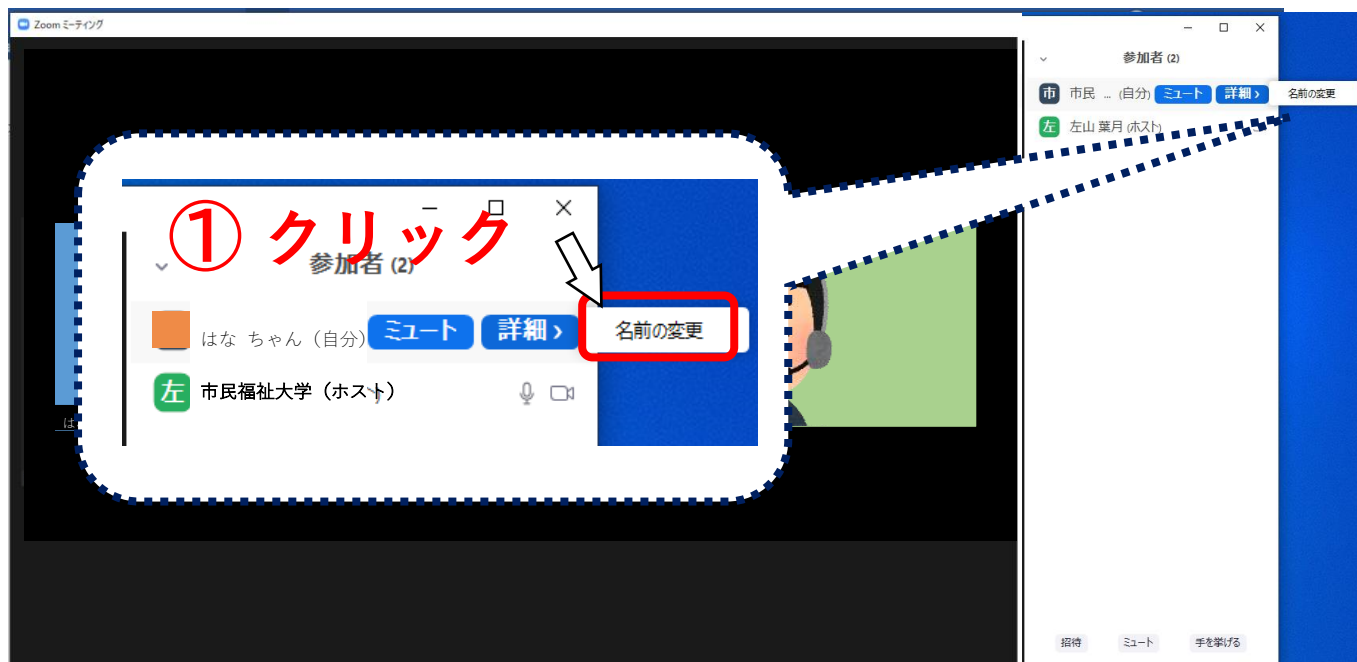 Zoom ミーティング
参加者 (2)
市 市民 ... (自分) ミュート 詳細 › 名前の変更
左 左山 葉月 (ホスト)
① クリック
参加者 (2)
はな ちゃん（自分） ミュート 詳細 › 名前の変更
左 市民福祉大学（ホスト）
は
招待 ミュート 手を挙げる